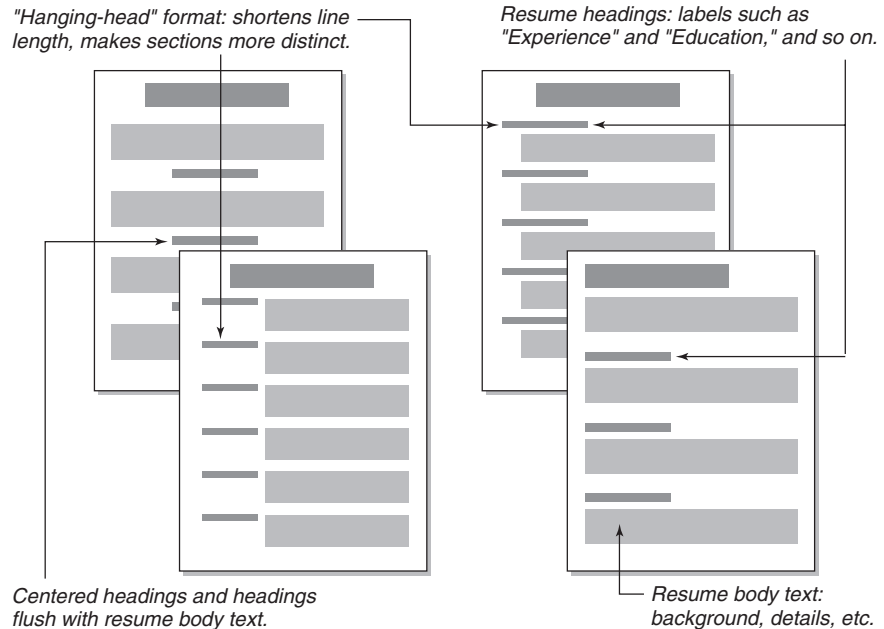 "Hanging-head" format: shortens line
length, makes sections more distinct.
Resume headings: labels such as
"Experience" and "Education," and so on.
Centered headings and headings
flush with resume body text.
Resume body text:
background, details, etc.